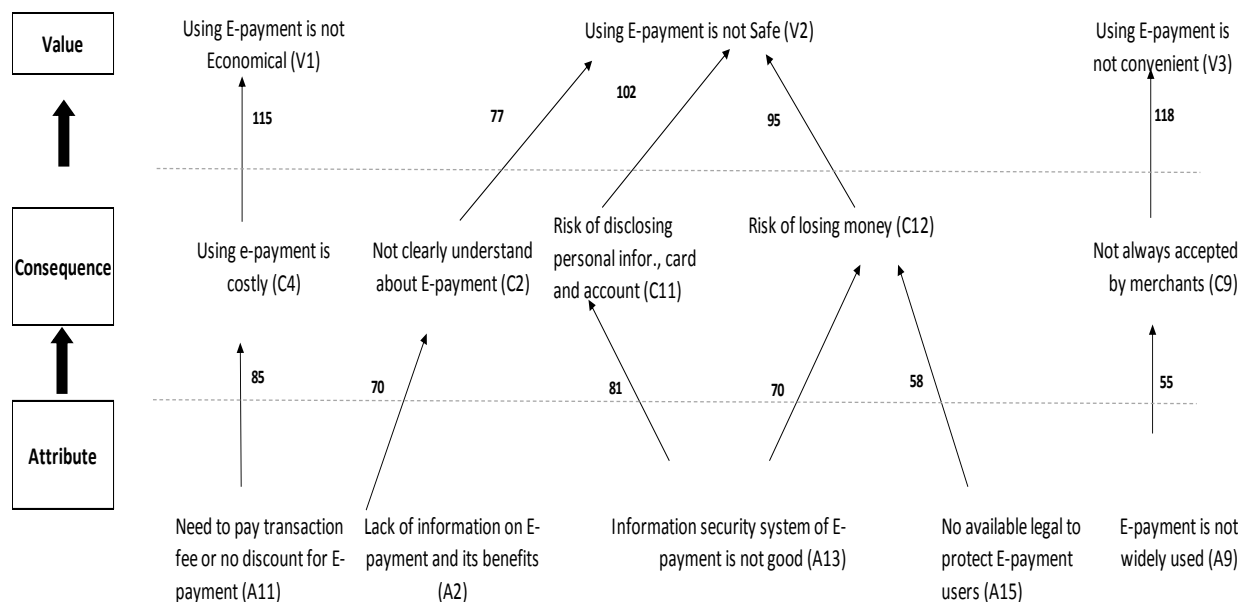 Value
Using E-payment is not
Economical (V1)
Using E-payment is not Safe (V2)
Using E-payment is
not convenient (V3)
115
77
102
95
118
Consequence
Using e-payment is
costly (C4)
Not clearly understand
about E-payment (C2)
Risk of disclosing
personal infor., card
and account (C11)
Risk of losing money (C12)
Not always accepted
by merchants (C9)
85
70
81
70
58
55
Attribute
Need to pay transaction
fee or no discount for E-
payment (A11)
Lack of information on E-
payment and its benefits
(A2)
Information security system of E-
payment is not good (A13)
No available legal to
protect E-payment
users (A15)
E-payment is not
widely used (A9)